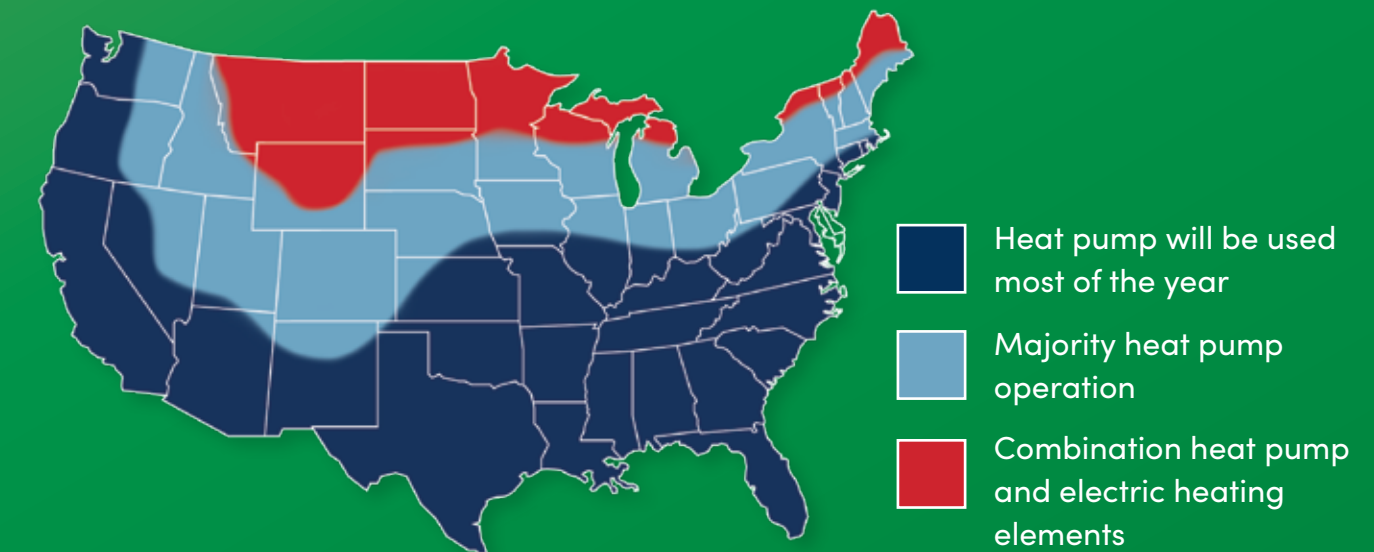 Heat pump will be used
most of the year
Majority heat pump
operation
Combination heat pump
and electric heating
elements